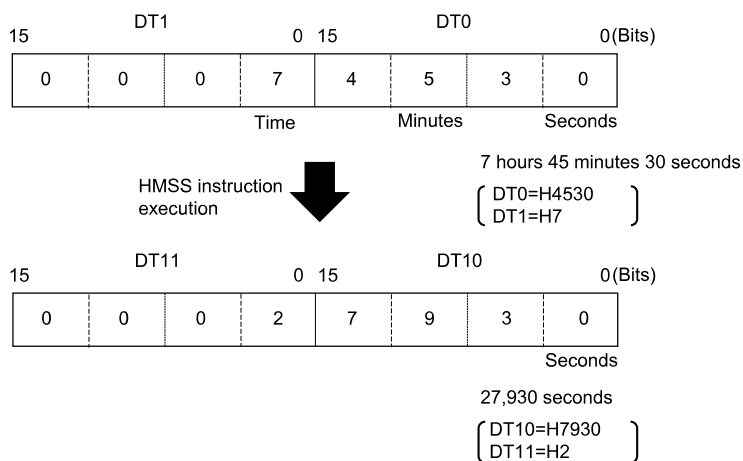 DT1 DT0
15 0 15 0 (Bits)
0 0 0 7 4 5 3 0
Time Minutes Seconds
7 hours 45 minutes 30 seconds
HMSS instruction
execution
DT0=H4530
DT1=H7
DT11 DT10
15 0 15 0 (Bits)
0 0 0 2 7 9 3 0
Seconds
27,930 seconds
DT10=H7930
DT11=H2